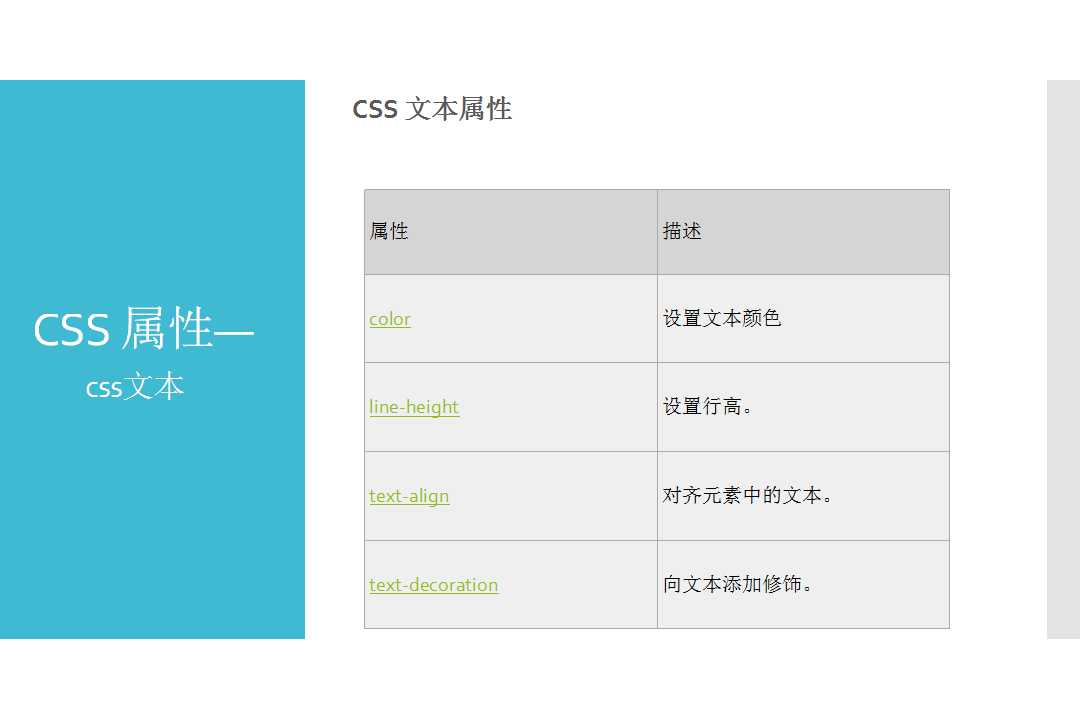 CSS 属性—
css文本
CSS 文本属性
属性 描述
color 设置文本颜色
line-height 设置行高。
text-align 对齐元素中的文本。
text-decoration 向文本添加修饰。